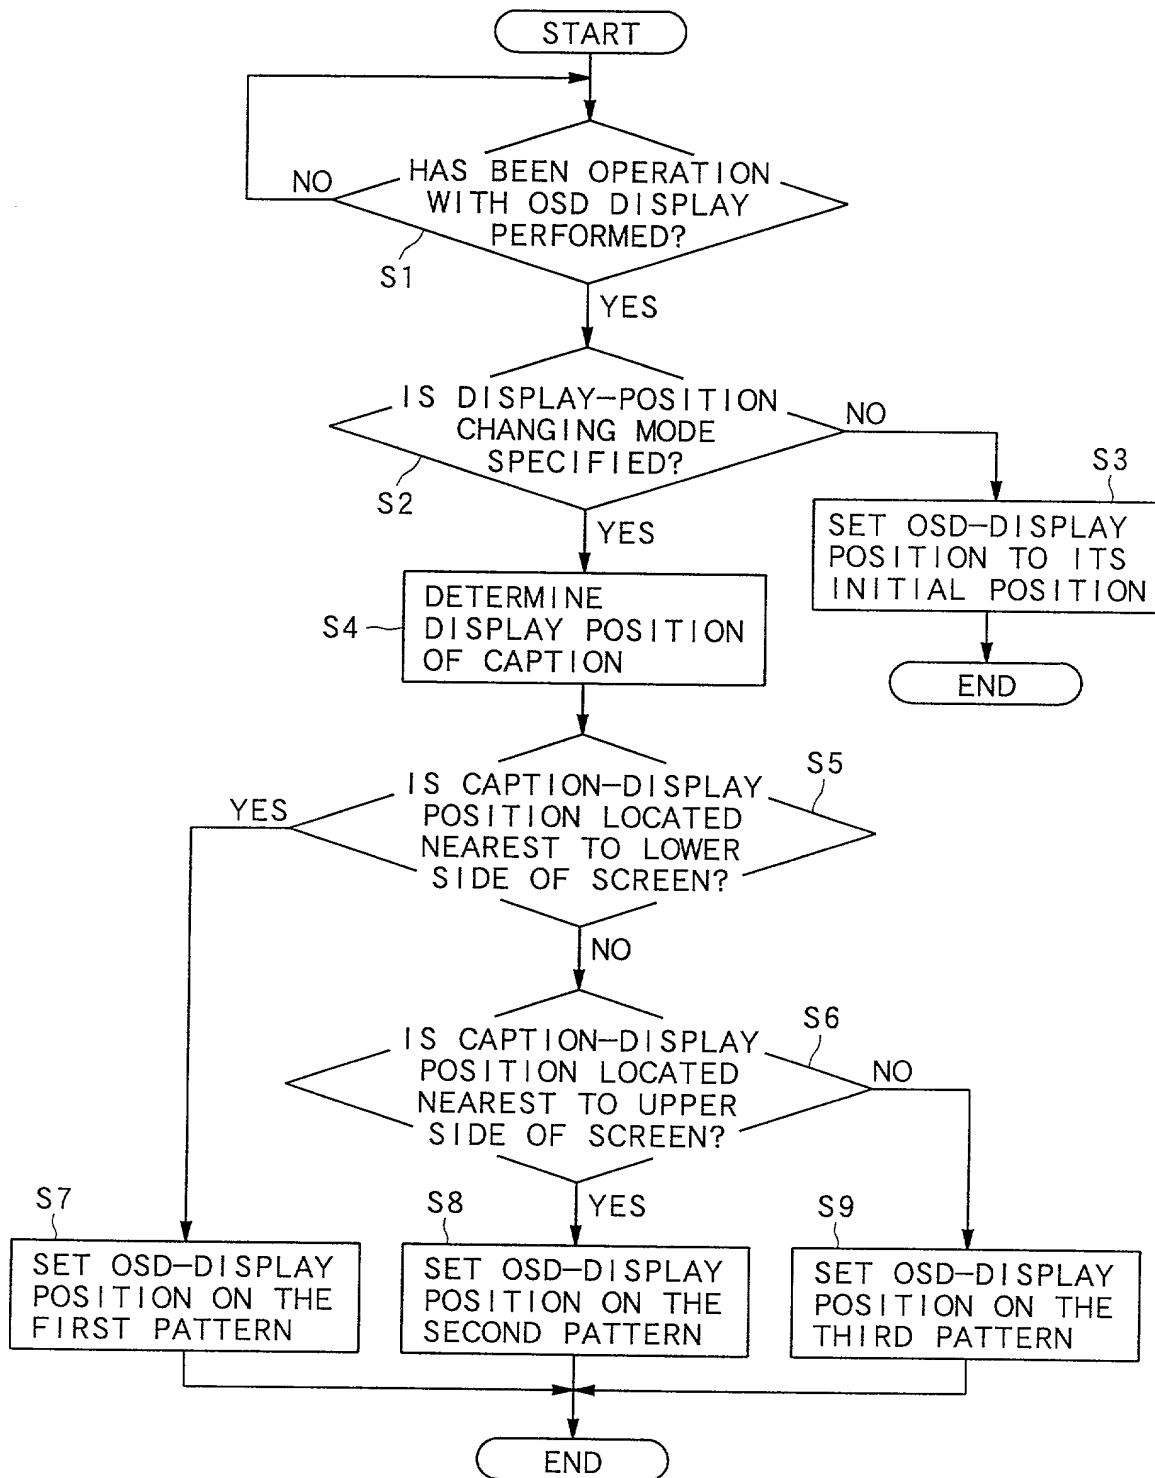 START
HAS BEEN OPERATION
WITH OSD DISPLAY
PERFORMED?
NO
S1
YES
IS DISPLAY-POSITION
CHANGING MODE
SPECIFIED?
NO
S2
YES
S3
SET OSD-DISPLAY
POSITION TO ITS
INITIAL POSITION
END
S4
DETERMINE
DISPLAY POSITION
OF CAPTION
S5
IS CAPTION-DISPLAY
POSITION LOCATED
NEAREST TO LOWER
SIDE OF SCREEN?
YES
NO
S6
IS CAPTION-DISPLAY
POSITION LOCATED
NEAREST TO UPPER
SIDE OF SCREEN?
NO
YES
S7
SET OSD-DISPLAY
POSITION ON THE
FIRST PATTERN
S8
SET OSD-DISPLAY
POSITION ON THE
SECOND PATTERN
S9
SET OSD-DISPLAY
POSITION ON THE
THIRD PATTERN
END